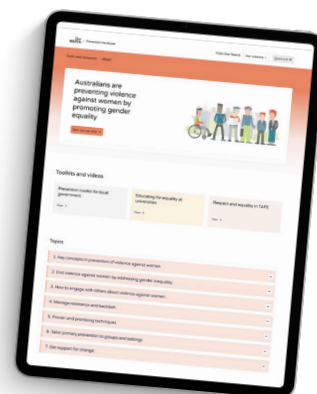 Prevention Handbook
Australians are
preventing violence
against women by
promoting gender
equality
Toolkits and videos
Prevention toolkit for local
government
View
Educating for equality at
universities
View
Respect and equality in TAFE
View
Topics
1. Key concepts in prevention of violence against women
2. End violence against women by addressing gender inequality
3. How to engage with others about violence against women
4. Manage resistance and backlash
5. Proven and promising techniques
6. Tailor primary prevention to groups and settings
7. Get support for change